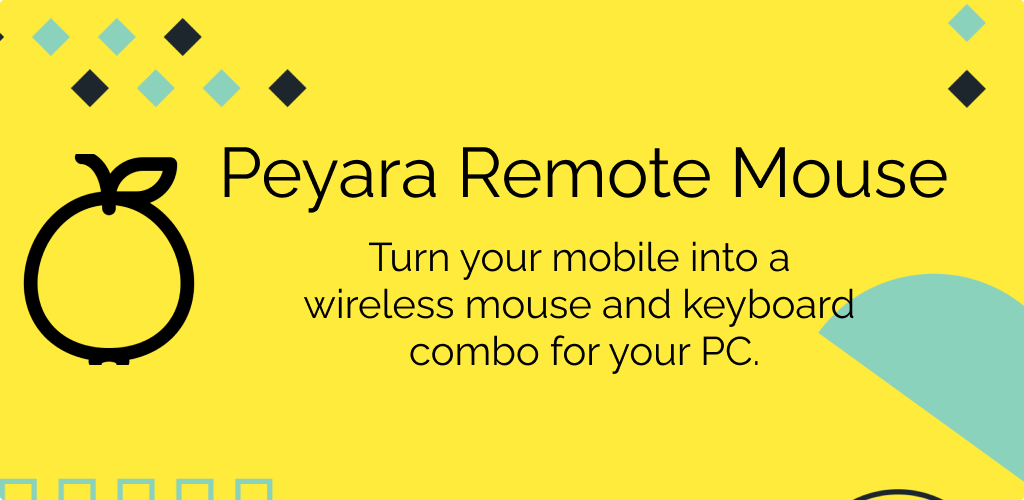 Peyara Remote Mouse
Turn your mobile into a
wireless mouse and keyboard
combo for your PC.